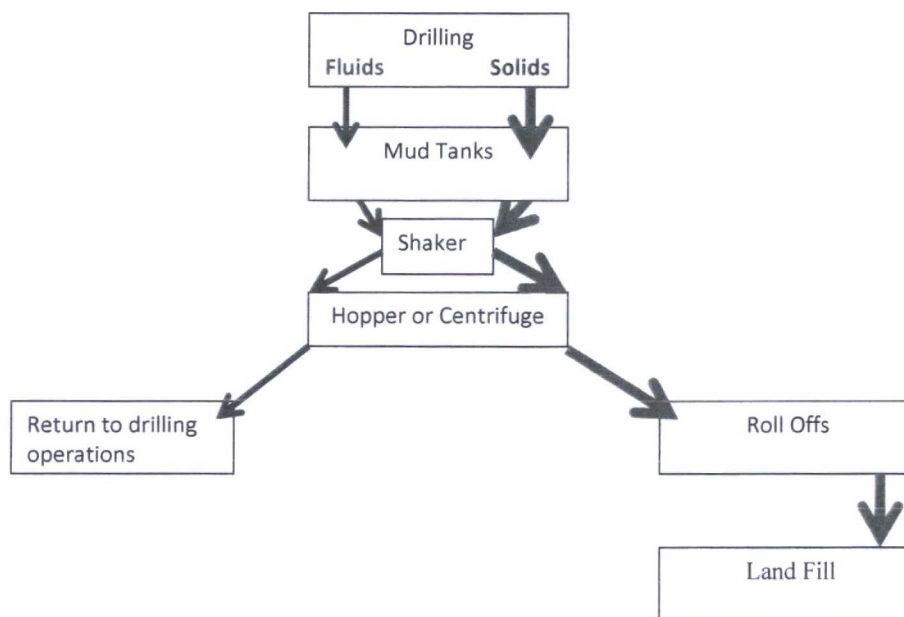 Drilling
Fluids Solids
Mud Tanks
Shaker
Hopper or Centrifuge
Return to drilling
operations
Roll Offs
Land Fill